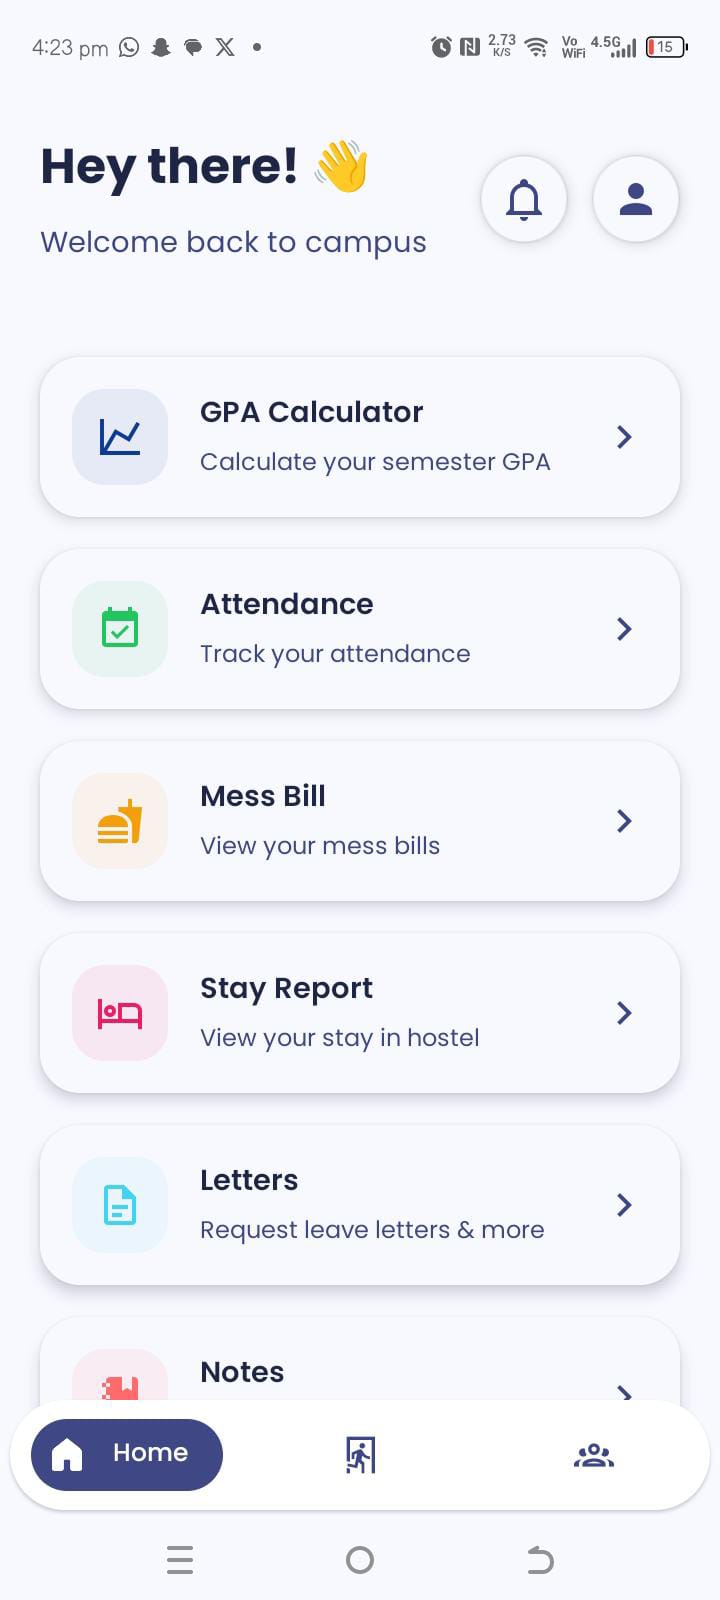 4:23 pm 2.73 K/S Vo WiFi 4.5G 15
Hey there! 👋
Welcome back to campus
GPA Calculator
Calculate your semester GPA
Attendance
Track your attendance
Mess Bill
View your mess bills
Stay Report
View your stay in hostel
Letters
Request leave letters & more
Notes
Home